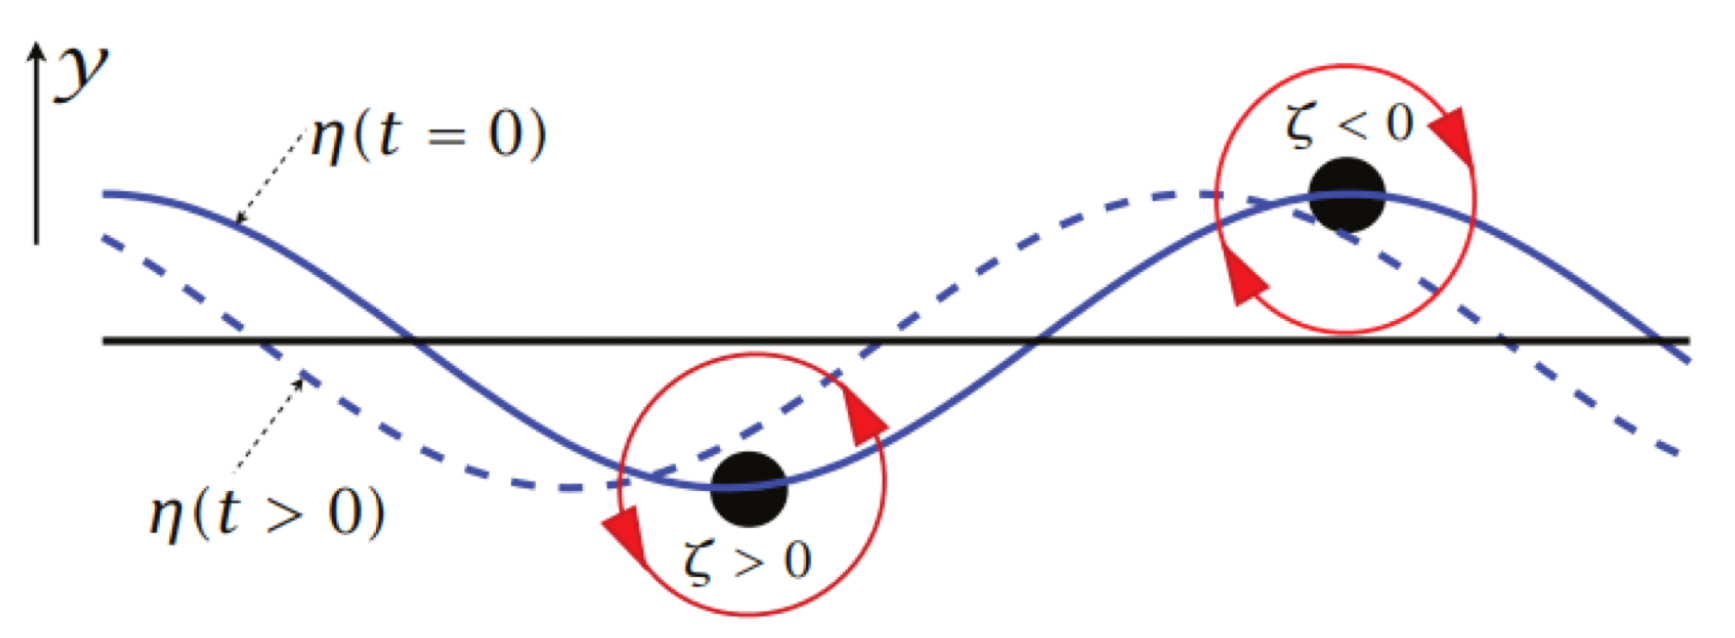 y
η(t = 0)
ζ < 0
η(t > 0)
ζ > 0